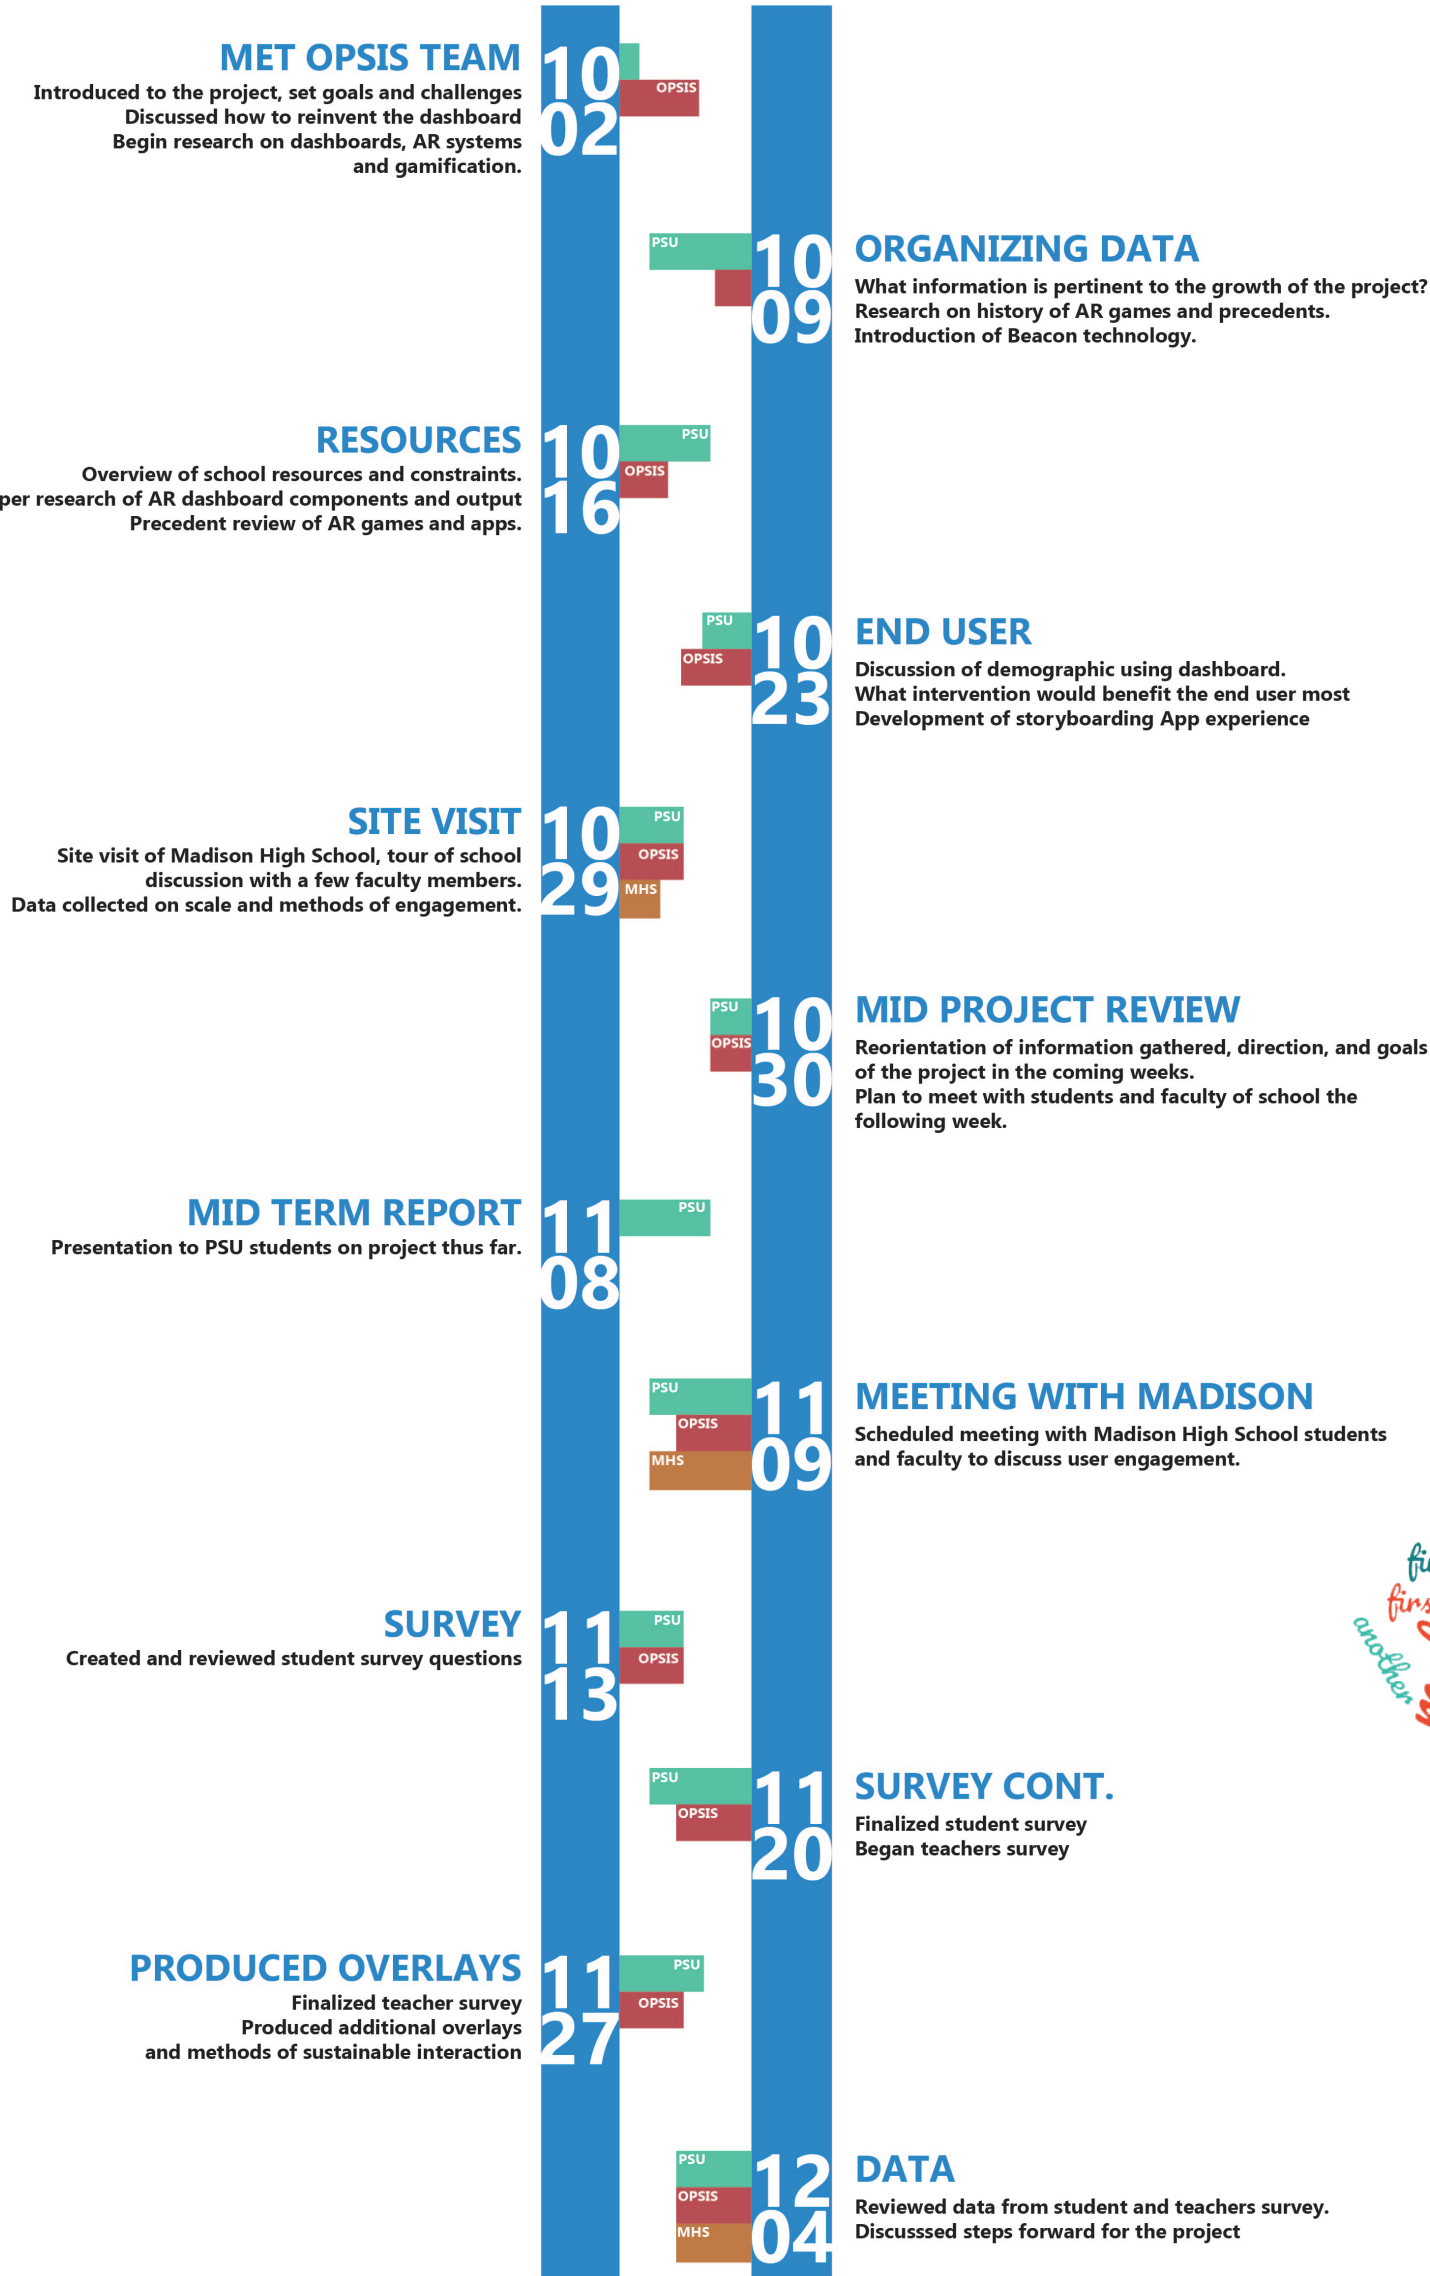 MET OPSIS TEAM
Introduced to the project, set goals and challenges
Discussed how to reinvent the dashboard
Begin research on dashboards, AR systems
and gamification.
10
02
OPSIS
PSU
10
09
ORGANIZING DATA
What information is pertinent to the growth of the project?
Research on history of AR games and precedents.
Introduction of Beacon technology.
RESOURCES
Overview of school resources and constraints.
research of AR dashboard components and output
Precedent review of AR games and apps.
10
16
PSU
OPSIS
PSU
OPSIS
10
23
END USER
Discussion of demographic using dashboard.
What intervention would benefit the end user most
Development of storyboarding App experience
SITE VISIT
Site visit of Madison High School, tour of school
discussion with a few faculty members.
Data collected on scale and methods of engagement.
10
29
PSU
OPSIS
MHS
PSU
OPSIS
10
30
MID PROJECT REVIEW
Reorientation of information gathered, direction, and goals
of the project in the coming weeks.
Plan to meet with students and faculty of school the
following week.
MID TERM REPORT
Presentation to PSU students on project thus far.
11
08
PSU
PSU
OPSIS
MHS
11
09
MEETING WITH MADISON
Scheduled meeting with Madison High School students
and faculty to discuss user engagement.
another
SURVEY
Created and reviewed student survey questions
11
13
PSU
OPSIS
PSU
OPSIS
11
20
SURVEY CONT.
Finalized student survey
Began teachers survey
PRODUCED OVERLAYS
Finalized teacher survey
Produced additional overlays
and methods of sustainable interaction
11
27
PSU
OPSIS
PSU
OPSIS
MHS
12
04
DATA
Reviewed data from student and teachers survey.
Discusssed steps forward for the project